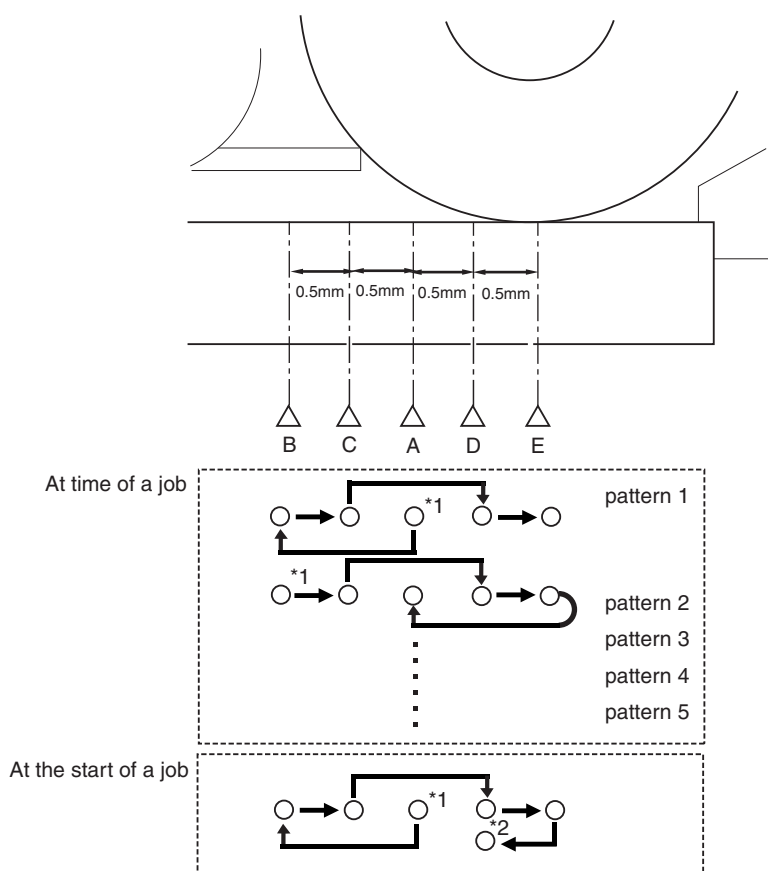 0.5mm 0.5mm 0.5mm 0.5mm
B C A D E
At time of a job
*1 pattern 1
*1
pattern 2
pattern 3
pattern 4
pattern 5
At the start of a job
*1
*2